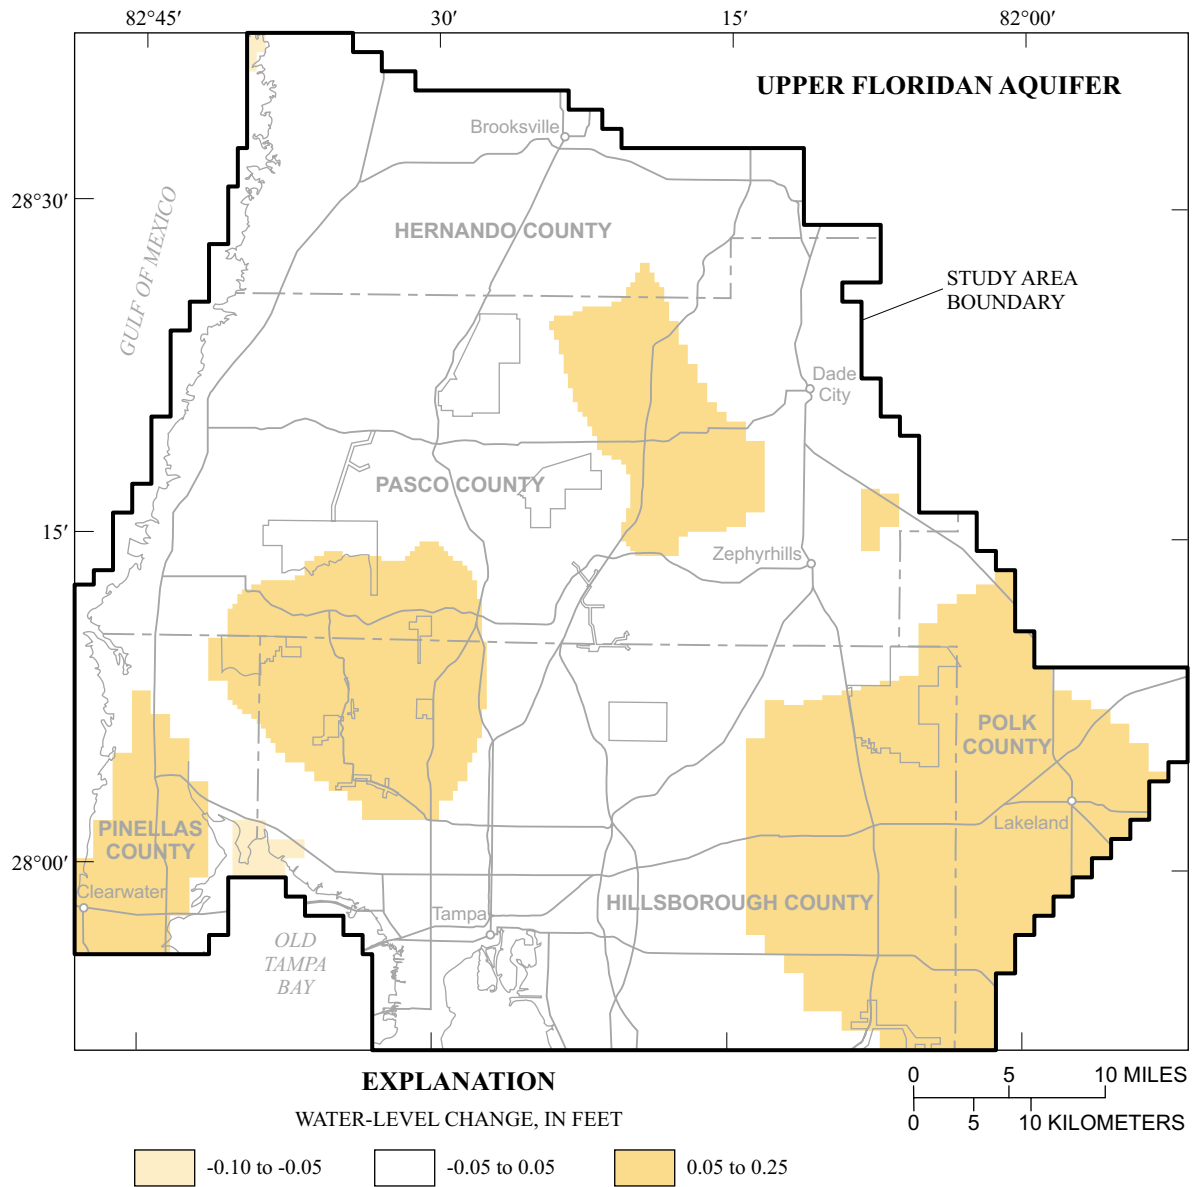 82°45′
30′
15′
82°00′
UPPER FLORIDAN AQUIFER
Brooksville
28°30′
GULF OF MEXICO
HERNANDO COUNTY
STUDY AREA
BOUNDARY
Dade
City
PASCO COUNTY
15′
Zephyrhills
POLK
COUNTY
PINELLAS
COUNTY
Lakeland
28°00′
Clearwater
HILLSBOROUGH COUNTY
Tampa
OLD
TAMPA
BAY
EXPLANATION
WATER-LEVEL CHANGE, IN FEET
-0.10 to -0.05
-0.05 to 0.05
0.05 to 0.25
0 5 10 MILES
0 5 10 KILOMETERS